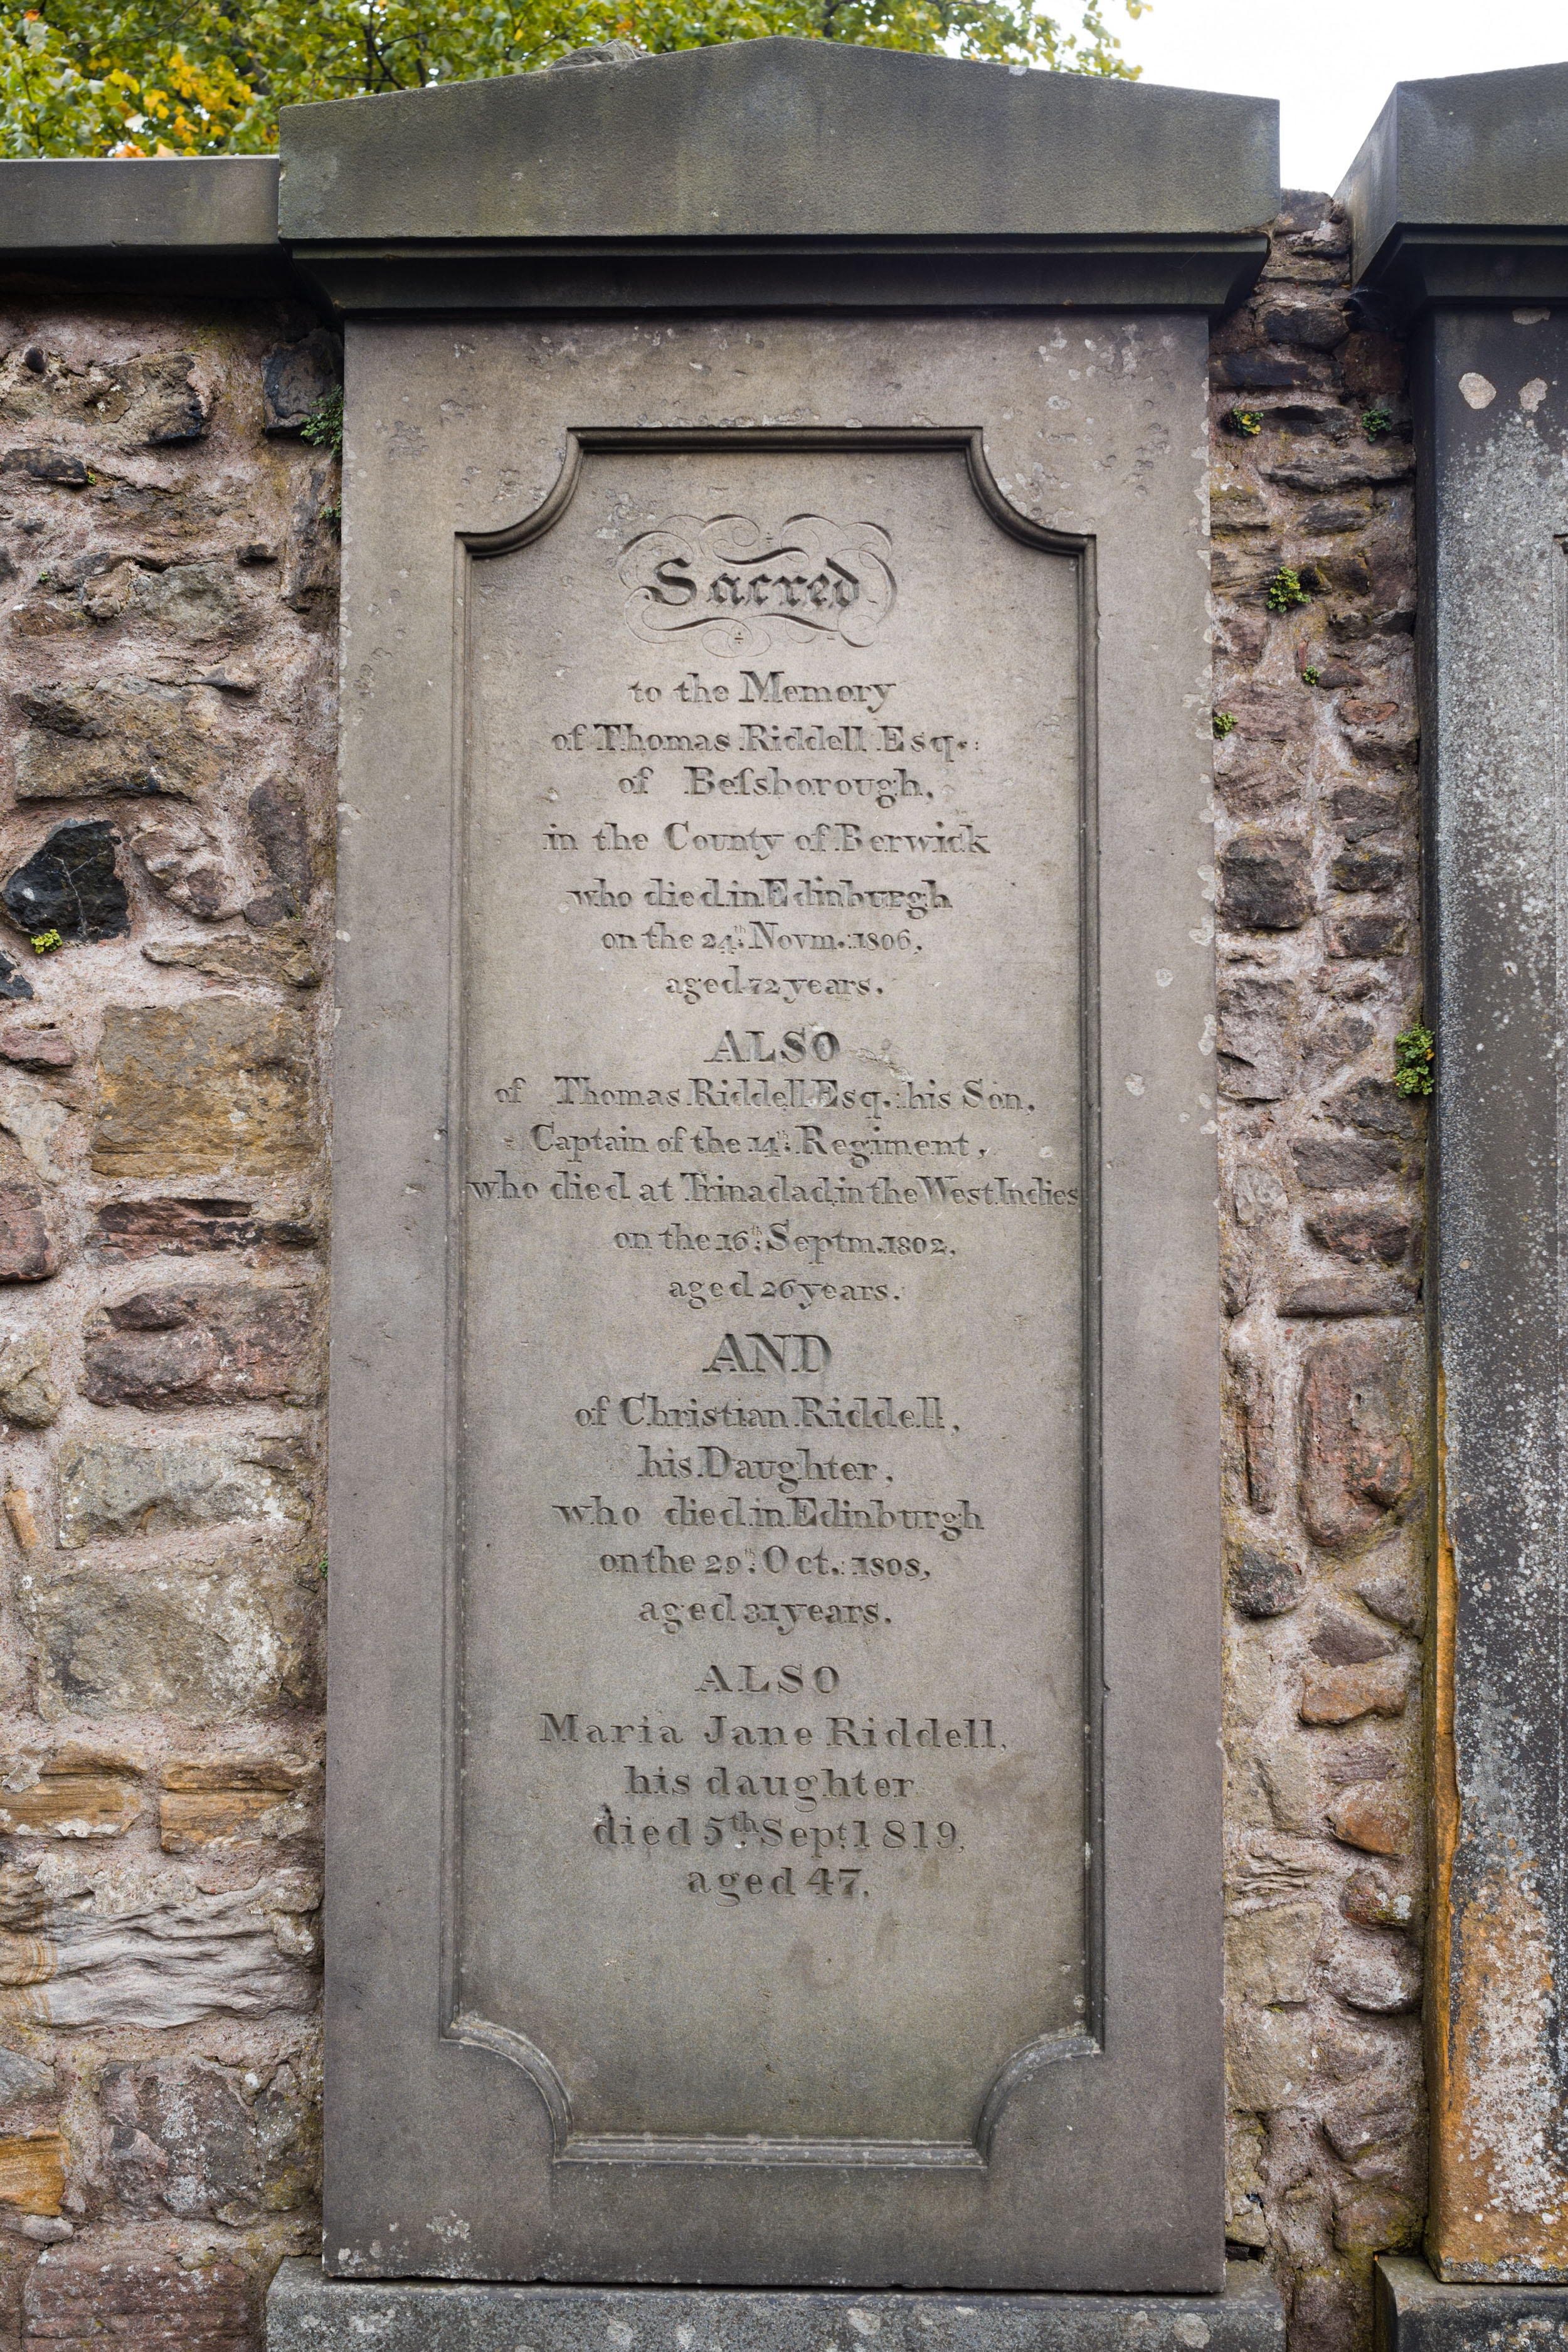 Sacred
to the Memory
of Thomas Riddell Esq.:
of Beſsborough,
in the County of Berwick
who died in Edinburgh
on the 24th. Novm.: 1806,
aged 72 years.
ALSO
of Thomas Riddell Esq.: his Son,
Captain of the 14th. Regiment,
who died at Trinadad in the West Indies
on the 16th. Septm. 1802,
aged 26 years.
AND
of Christian Riddell,
his Daughter,
who died in Edinburgh
on the 29th. Oct.: 1808,
aged 31 years.
ALSO
Maria Jane Riddell,
his daughter
died 5th Sept. 1819,
aged 47.